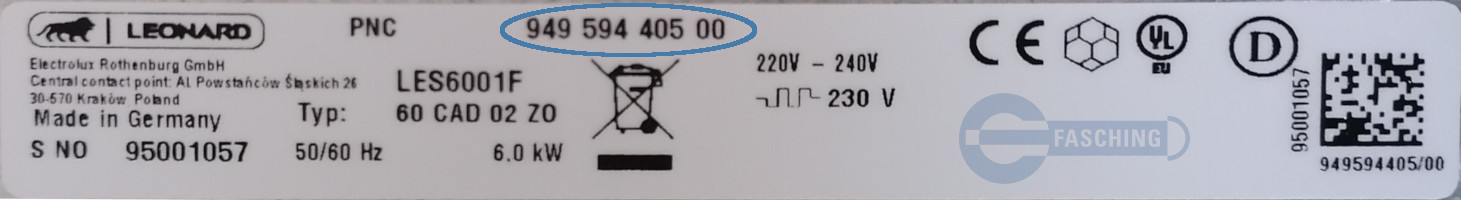 LEONARD
PNC 949 594 405 00
Electrolux Rothenburg GmbH
Central contact point: Al. Powstańców Śląskich 26
30-570 Kraków Poland
Made in Germany
S NO 95001057
LES6001F
Typ: 60 CAD 02 ZO
50/60 Hz 6.0 kW
220V - 240V
230 V
CE
UL
EU
D
FASCHING
95001057
949594405/00